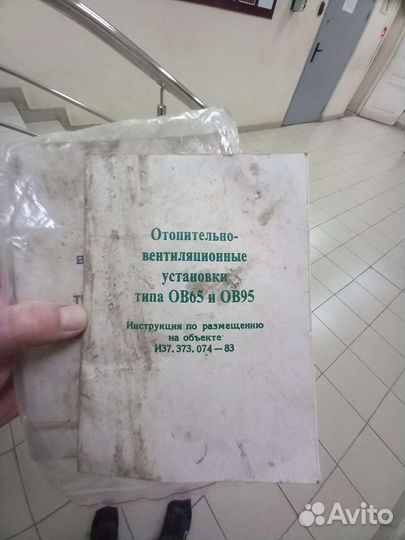 Отопительно-
вентиляционные
установки
типа ОВ65 и ОВ95
Инструкция по размещению
на объекте
И37.373.074—83
В
Т
Avito